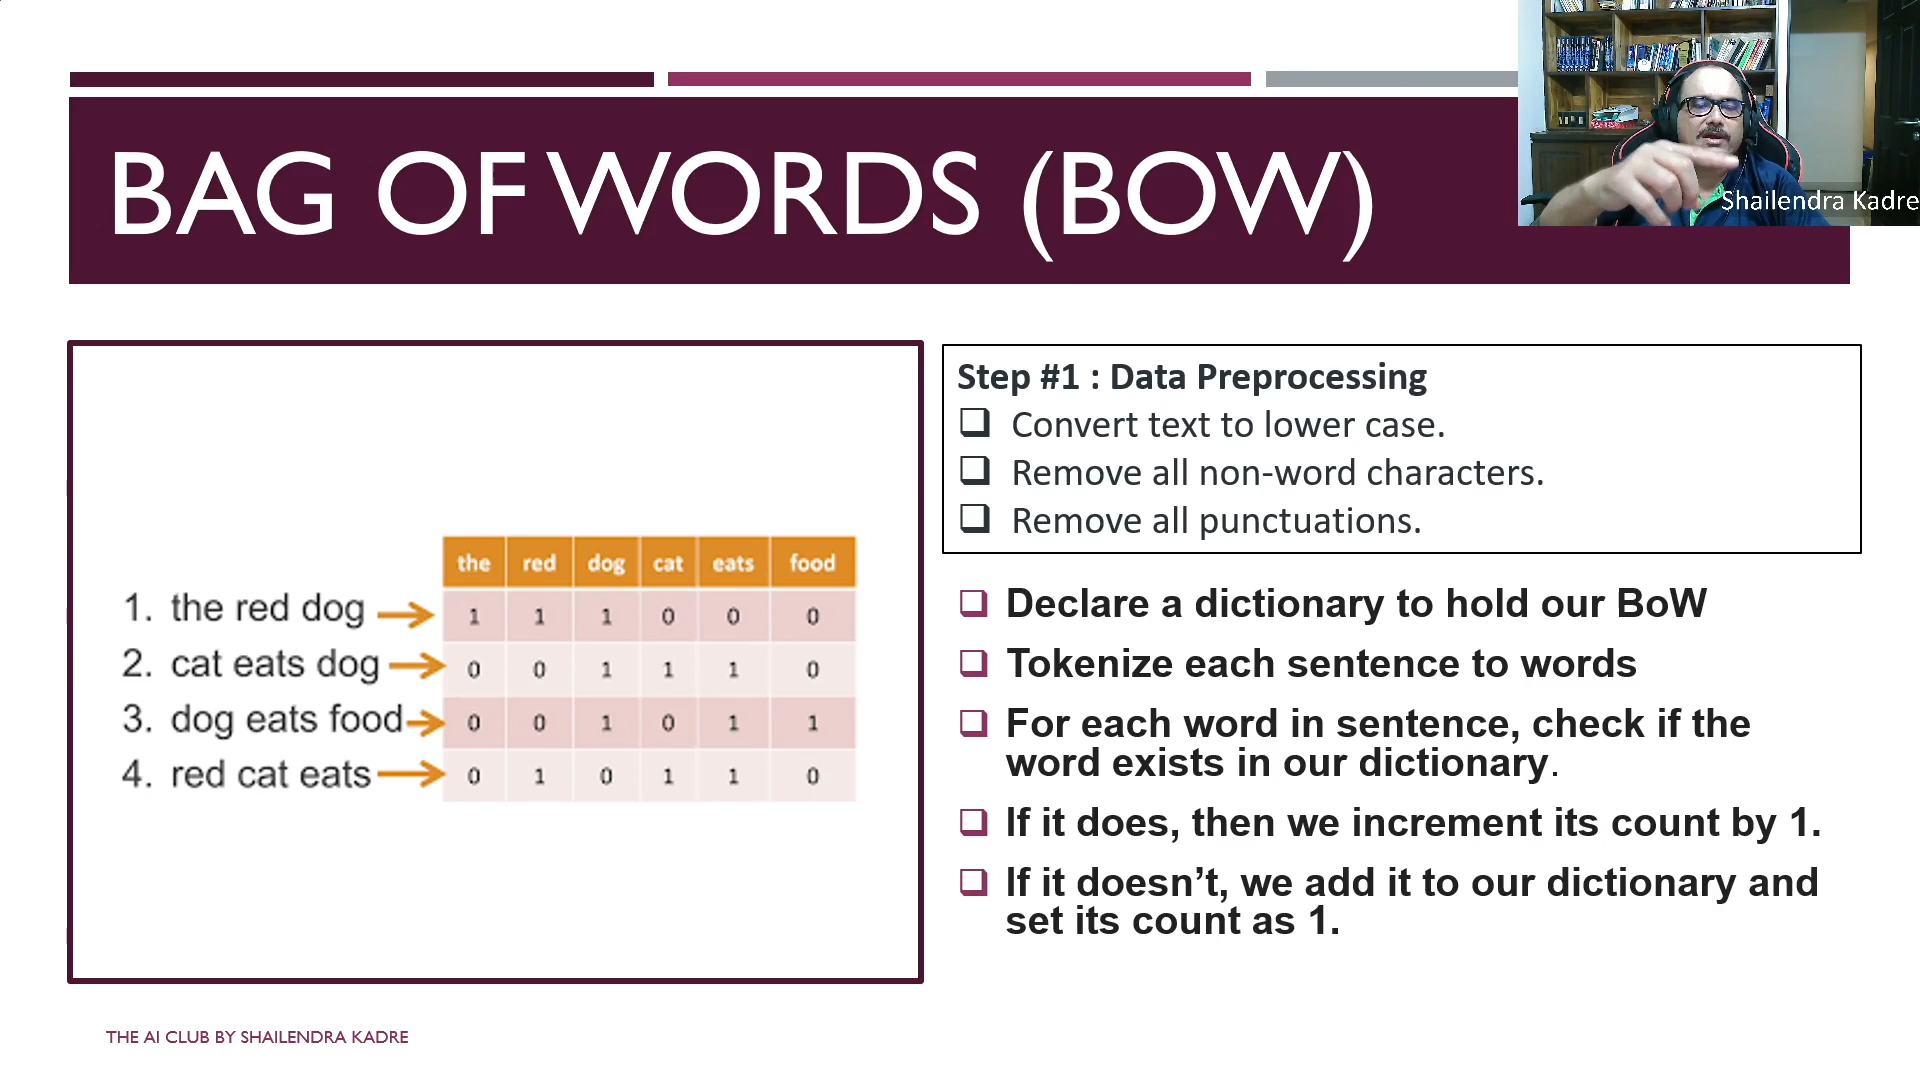 BAG OF WORDS (BOW)
Shailendra Kadre
Step #1 : Data Preprocessing
Convert text to lower case.
Remove all non-word characters.
Remove all punctuations.
the red dog cat eats food
1. the red dog 1 1 1 0 0 0
2. cat eats dog 0 0 1 1 1 0
3. dog eats food 0 0 1 0 1 1
4. red cat eats 0 1 0 1 1 0
Declare a dictionary to hold our BoW
Tokenize each sentence to words
For each word in sentence, check if the
word exists in our dictionary.
If it does, then we increment its count by 1.
If it doesn’t, we add it to our dictionary and
set its count as 1.
THE AI CLUB BY SHAILENDRA KADRE